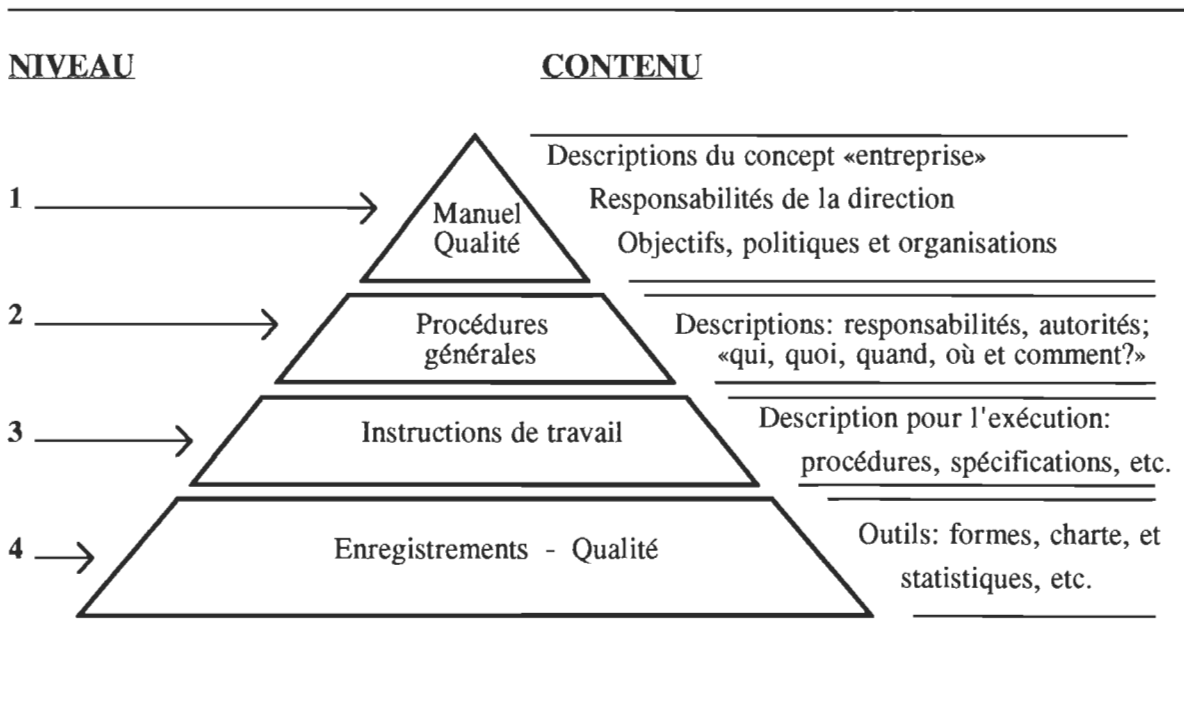 NIVEAU CONTENU
1
Manuel
Qualité
Descriptions du concept «entreprise»
Responsabilités de la direction
Objectifs, politiques et organisations
2
Procédures
générales
Descriptions: responsabilités, autorités;
«qui, quoi, quand, où et comment?»
3
Instructions de travail
Description pour l'exécution:
procédures, spécifications, etc.
4
Enregistrements - Qualité
Outils: formes, charte, et
statistiques, etc.